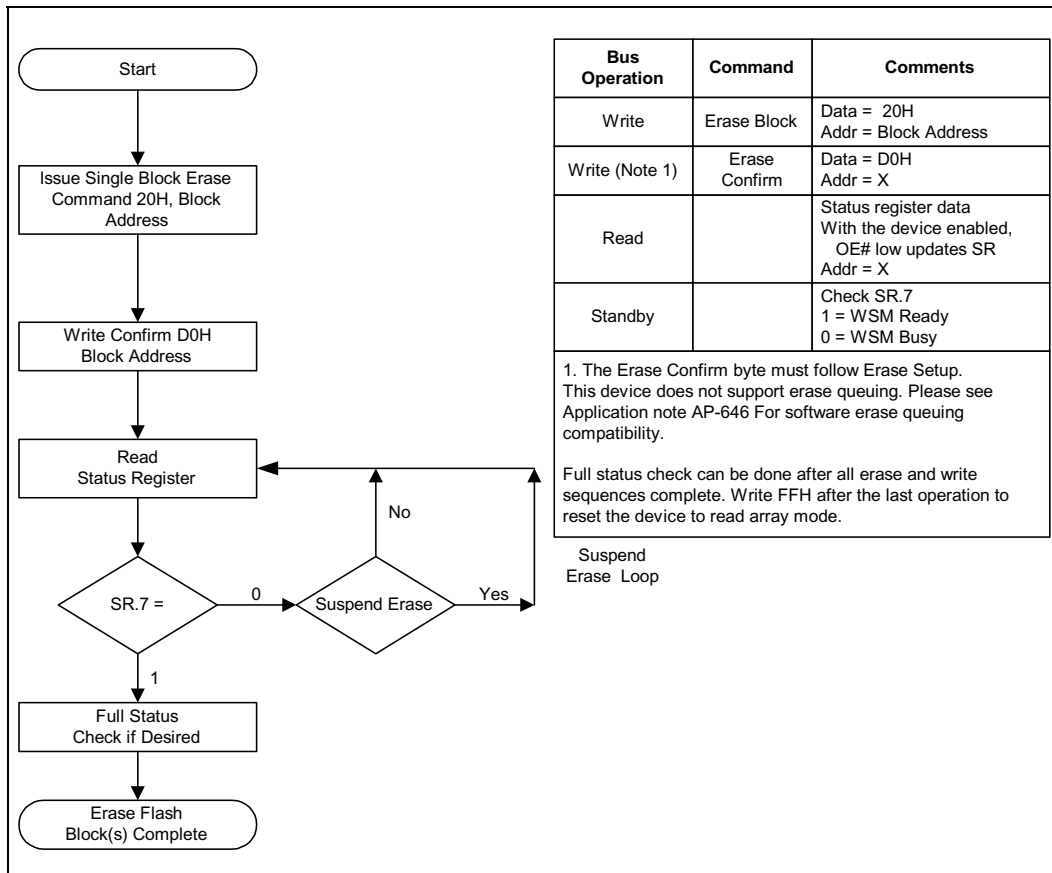 Start
Issue Single Block Erase
Command 20H, Block
Address
Write Confirm D0H
Block Address
Read
Status Register
No
SR.7 =
0
Suspend Erase
Yes
1
Full Status
Check if Desired
Erase Flash
Block(s) Complete
Suspend
Erase Loop
Bus
Operation
Command
Comments
Write
Erase Block
Data = 20H
Addr = Block Address
Write (Note 1)
Erase
Confirm
Data = D0H
Addr = X
Read
Status register data
With the device enabled,
OE# low updates SR
Addr = X
Standby
Check SR.7
1 = WSM Ready
0 = WSM Busy
1. The Erase Confirm byte must follow Erase Setup.
This device does not support erase queuing. Please see
Application note AP-646 For software erase queuing
compatibility.
Full status check can be done after all erase and write
sequences complete. Write FFH after the last operation to
reset the device to read array mode.